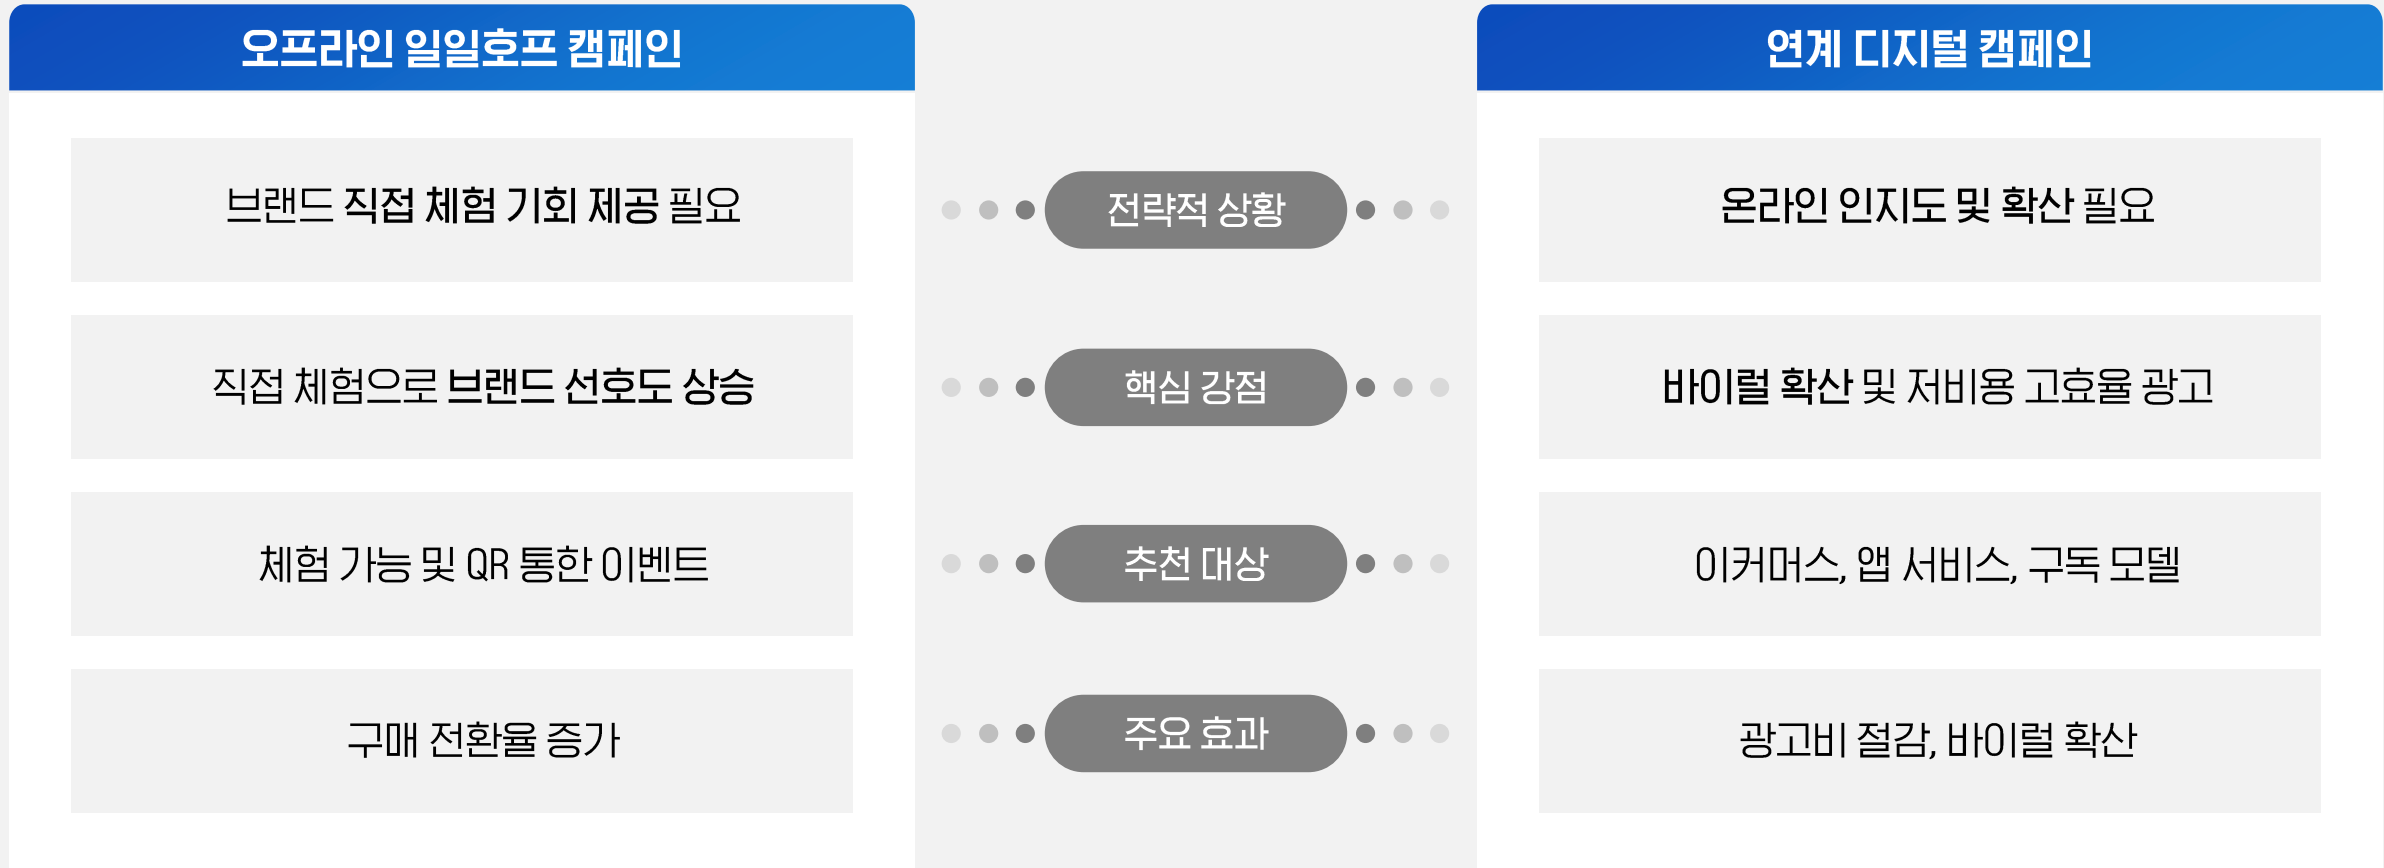 오프라인 일일호프 캠페인
연계 디지털 캠페인
브랜드 직접 체험 기회 제공 필요
전략적 상황
온라인 인지도 및 확산 필요
직접 체험으로 브랜드 선호도 상승
핵심 강점
바이럴 확산 및 저비용 고효율 광고
체험 가능 및 QR 통한 이벤트
추천 대상
이커머스, 앱 서비스, 구독 모델
구매 전환율 증가
주요 효과
광고비 절감, 바이럴 확산